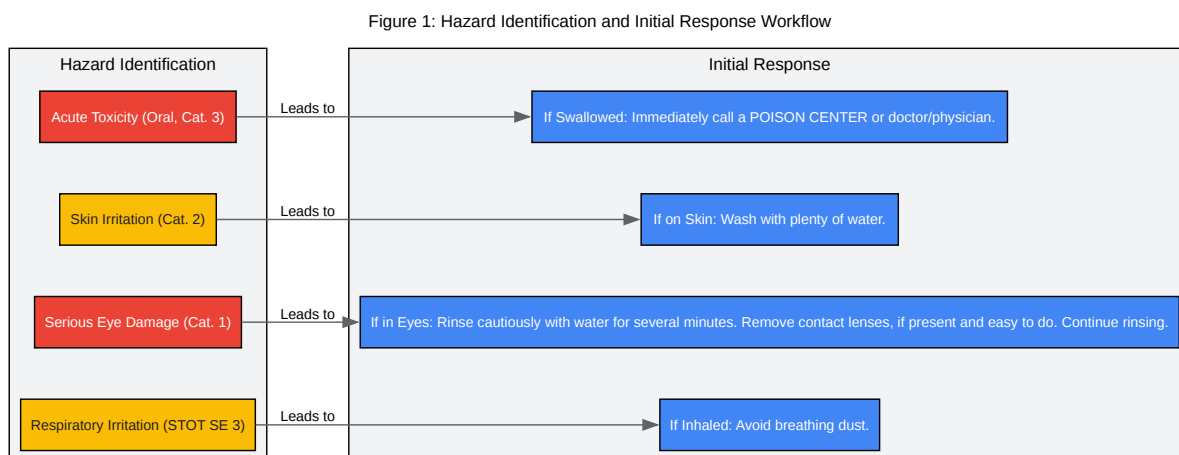 Figure 1: Hazard Identification and Initial Response Workflow
Hazard Identification
Initial Response
Acute Toxicity (Oral, Cat. 3)
Leads to
If Swallowed: Immediately call a POISON CENTER or doctor/physician.
Skin Irritation (Cat. 2)
Leads to
If on Skin: Wash with plenty of water.
Serious Eye Damage (Cat. 1)
Leads to
If in Eyes: Rinse cautiously with water for several minutes. Remove contact lenses, if present and easy to do. Continue rinsing.
Respiratory Irritation (STOT SE 3)
Leads to
If Inhaled: Avoid breathing dust.